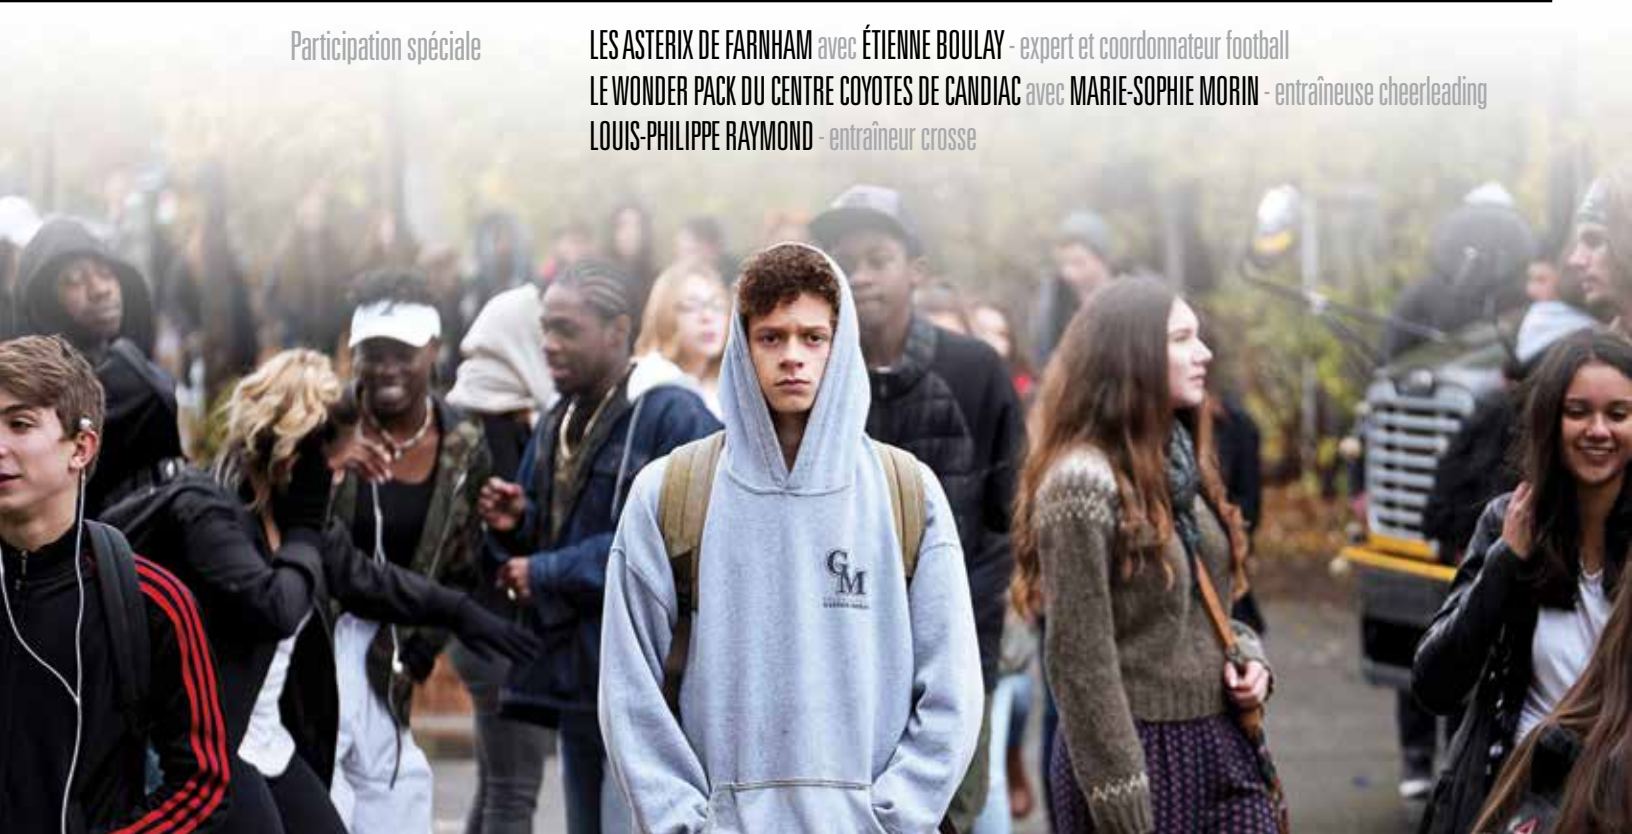 Participation spéciale
LES ASTERIX DE FARNHAM avec ÉTIENNE BOULAY - expert et coordonnateur football
LE WONDER PACK DU CENTRE COYOTES DE CANDIAC avec MARIE-SOPHIE MORIN - entraîneuse cheerleading
LOUIS-PHILIPPE RAYMOND - entraîneur crosse
GM